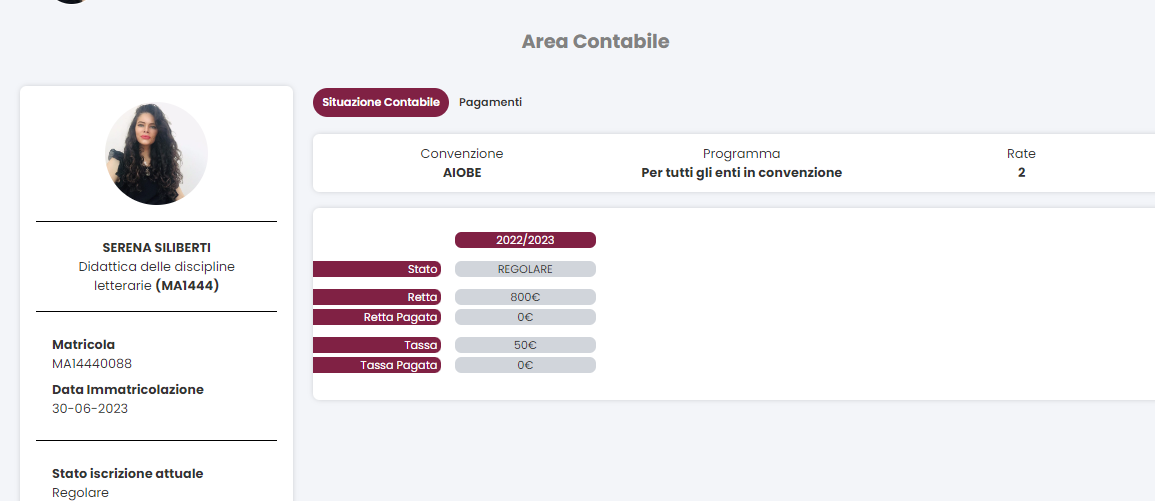 Area Contabile
SERENA SILIBERTI
Didattica delle discipline
letterarie (MA1444)
Matricola
MA14440088
Data Immatricolazione
30-06-2023
Stato iscrizione attuale
Regolare
Situazione Contabile Pagamenti
Convenzione Programma Rate
AIOBE Per tutti gli enti in convenzione 2
2022/2023
Stato REGOLARE
Retta 800€
Retta Pagata 0€
Tassa 50€
Tassa Pagata 0€